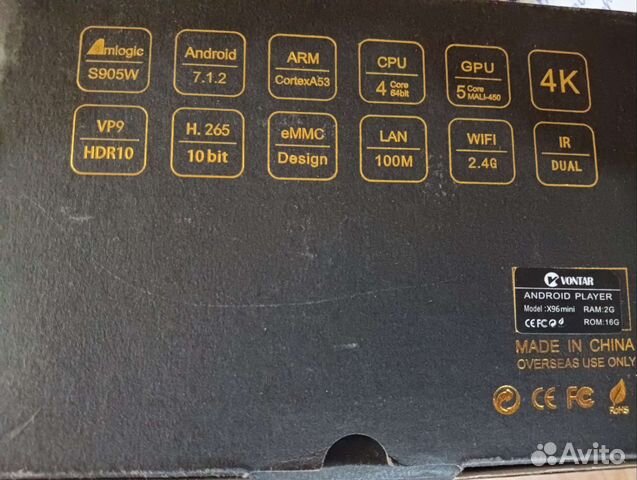 Amlogic
S905W
Android
7.1.2
ARM
CortexA53
CPU
4 Core 64bit
GPU
5 Core MALI-450
4K
VP9
HDR10
H. 265
10 bit
eMMC
Design
LAN
100M
WIFI
2.4G
IR
DUAL
VONTAR
ANDROID PLAYER
Model:X96mini RAM:2G
CE FC ROM:16G
MADE IN CHINA
OVERSEAS USE ONLY
CE FC RoHS
Avito